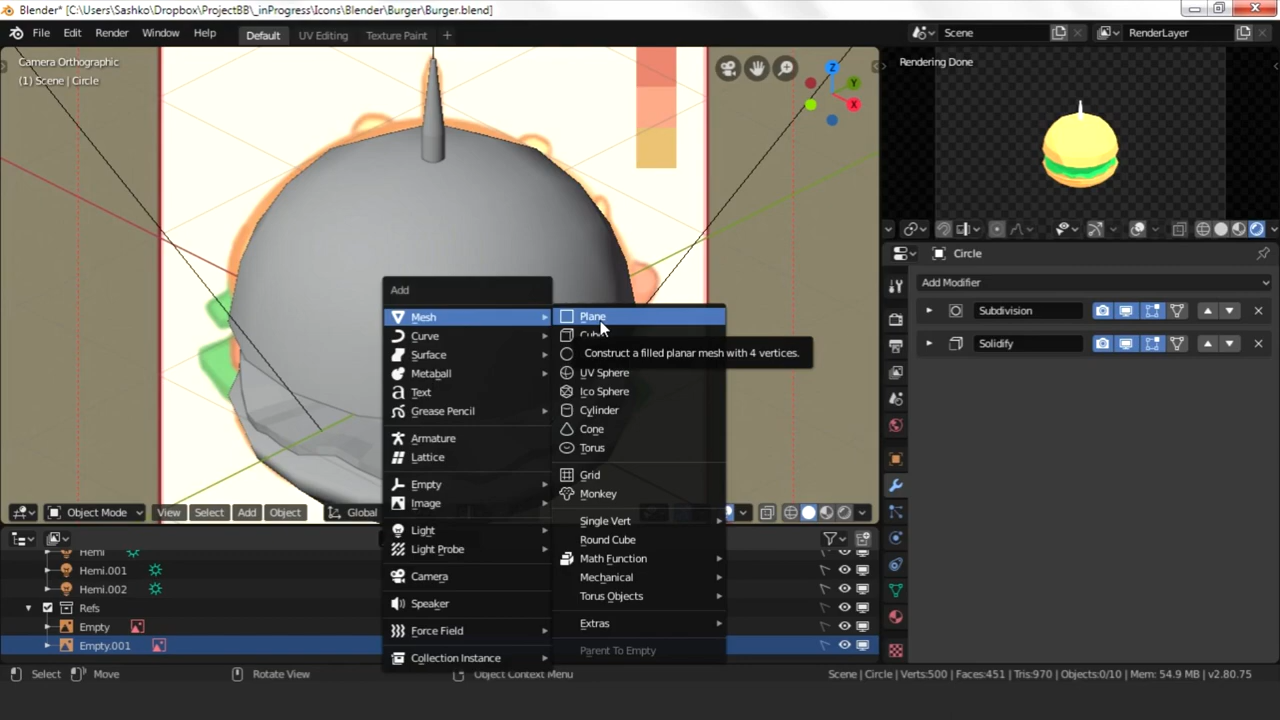 Blender* [C:\Users\Sashko\Dropbox\ProjectBB\_inProgress\Icons\Blender\Burger\Burger.blend]
File Edit Render Window Help Default UV Editing Texture Paint + Scene RenderLayer
Camera Orthographic
(1) Scene | Circle
Z
Y
X
Rendering Done
Circle
Add Modifier
Subdivision
Solidify
Add
Mesh
Curve
Surface
Metaball
Text
Grease Pencil
Armature
Lattice
Empty
Image
Light
Light Probe
Camera
Speaker
Force Field
Collection Instance
Plane
Construct a filled planar mesh with 4 vertices.
UV Sphere
Ico Sphere
Cylinder
Cone
Torus
Grid
Monkey
Single Vert
Round Cube
Math Function
Mechanical
Torus Objects
Extras
Parent To Empty
Object Mode View Select Add Object Global
Hemi
Hemi.001
Hemi.002
Refs
Empty
Empty.001
Select Move Rotate View Object Context Menu Scene | Circle | Verts:500 | Faces:451 | Tris:970 | Objects:0/10 | Mem: 54.9 MB | v2.80.75